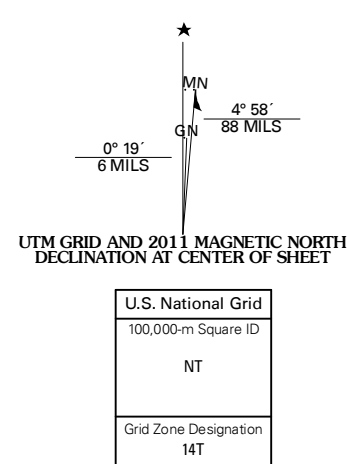 MN
4° 58´
88 MILS
GN
0° 19´
6 MILS
UTM GRID AND 2011 MAGNETIC NORTH
DECLINATION AT CENTER OF SHEET
U.S. National Grid
100,000-m Square ID
NT
Grid Zone Designation
14T